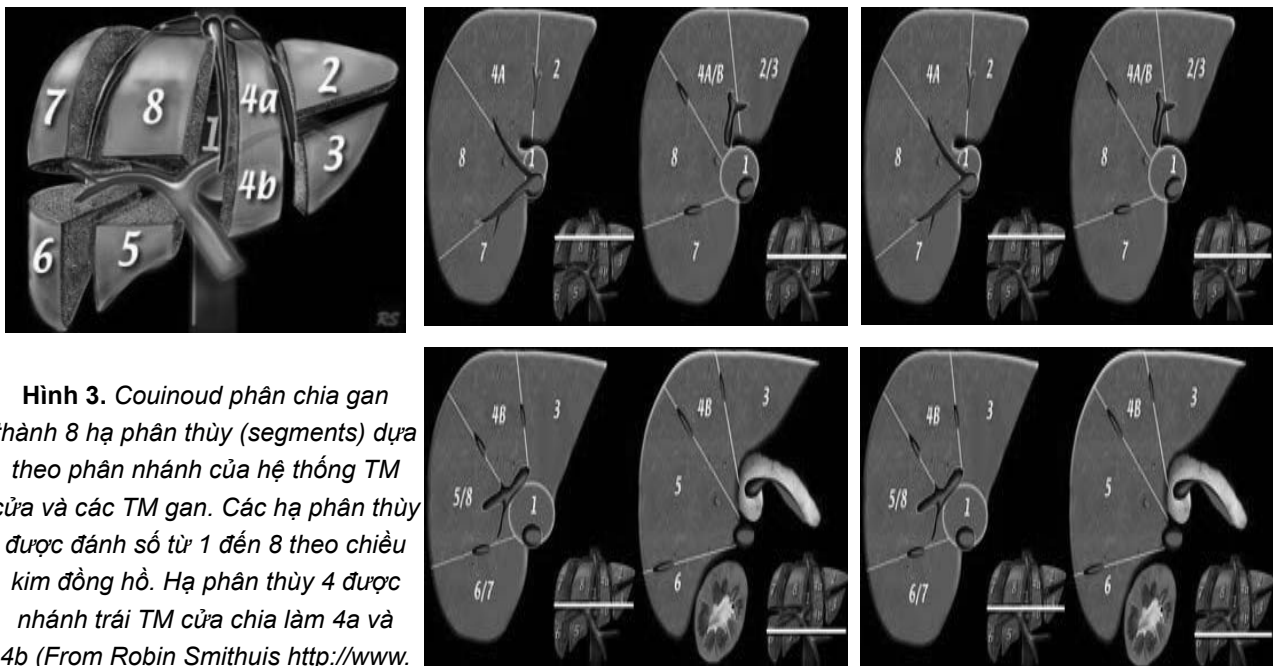 7
8
1
4a
4b
2
3
6
5
RS
4A
2
8
1
7
4A/B
2/3
8
1
7
4A
2
8
1
7
4A/B
2/3
8
1
7
Hình 3. Couinoud phân chia gan
thành 8 hạ phân thùy (segments) dựa
theo phân nhánh của hệ thống TM
cửa và các TM gan. Các hạ phân thùy
được đánh số từ 1 đến 8 theo chiều
kim đồng hồ. Hạ phân thùy 4 được
nhánh trái TM cửa chia làm 4a và
4b (From Robin Smithuis http://www.
4B
3
5/8
1
6/7
4B
3
5
6
4B
3
5/8
1
6/7
4B
3
5
6